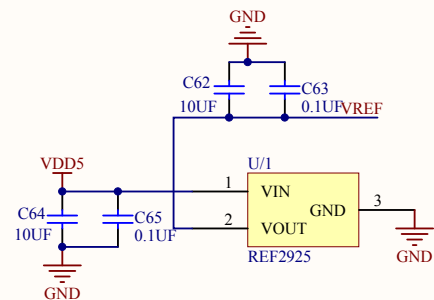 GND
C62
C63
10UF
0.1UF
VREF
VDD5
U/1
1
VIN
GND
3
C64
C65
2
VOUT
10UF
0.1UF
REF2925
GND
GND